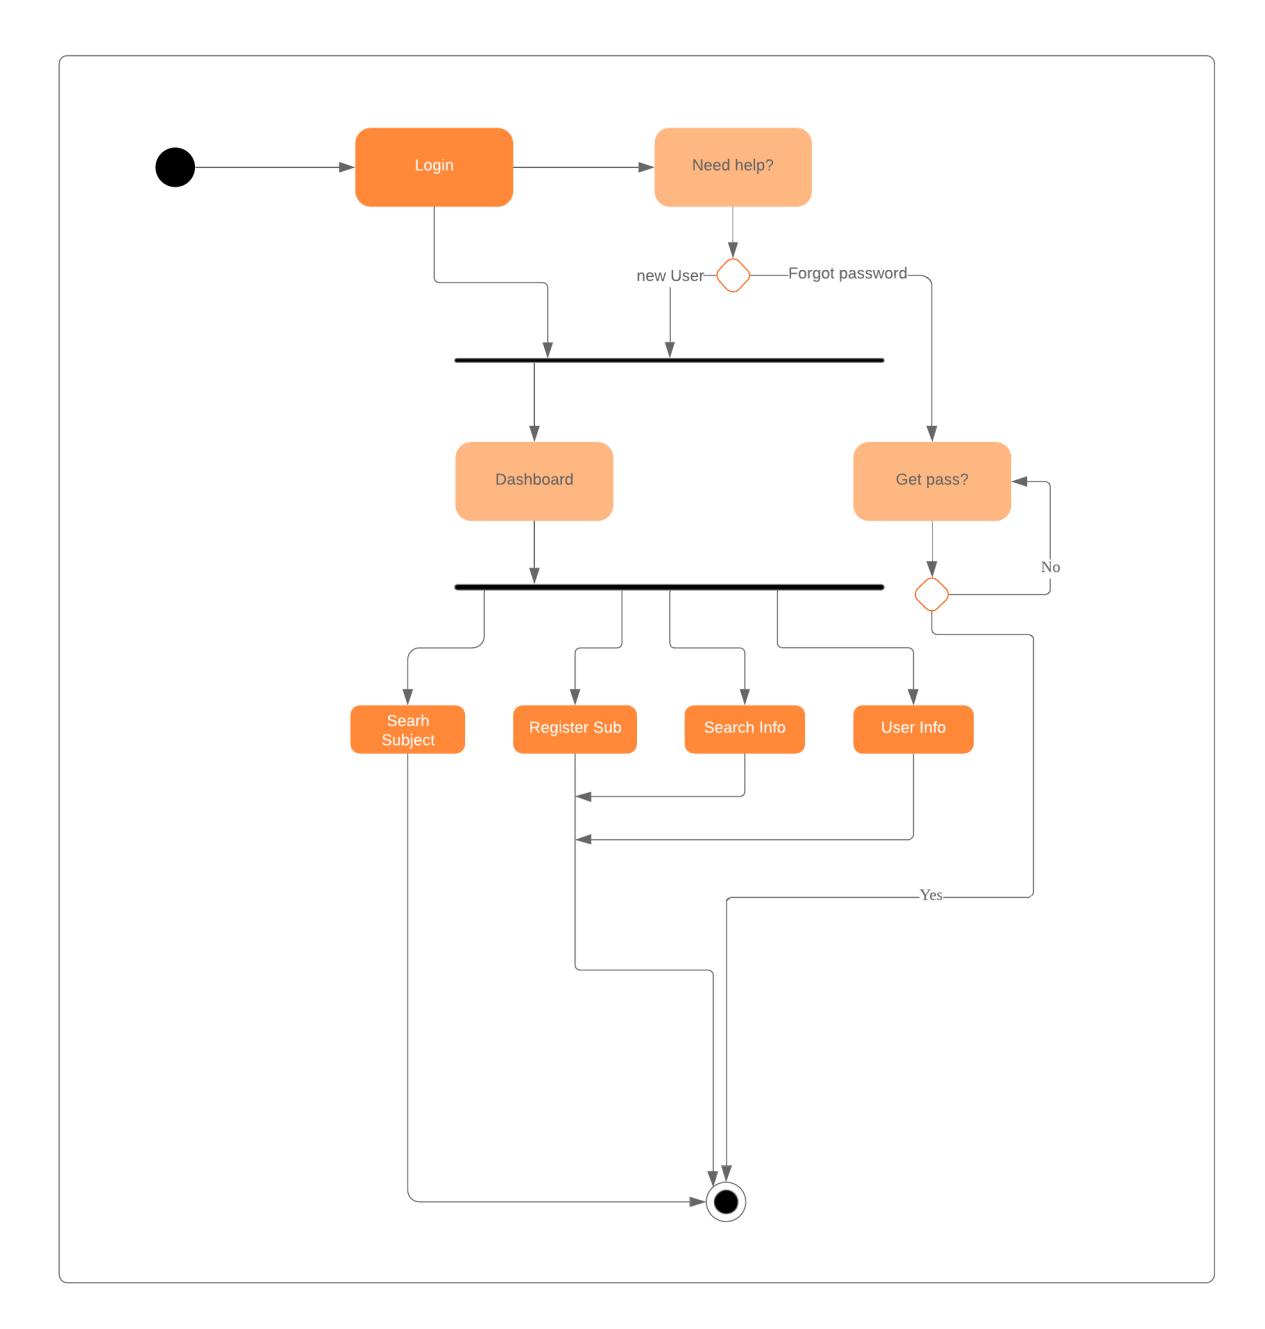 Login
Need help?
new User
Forgot password
Dashboard
Get pass?
No
Searh
Subject
Register Sub
Search Info
User Info
Yes